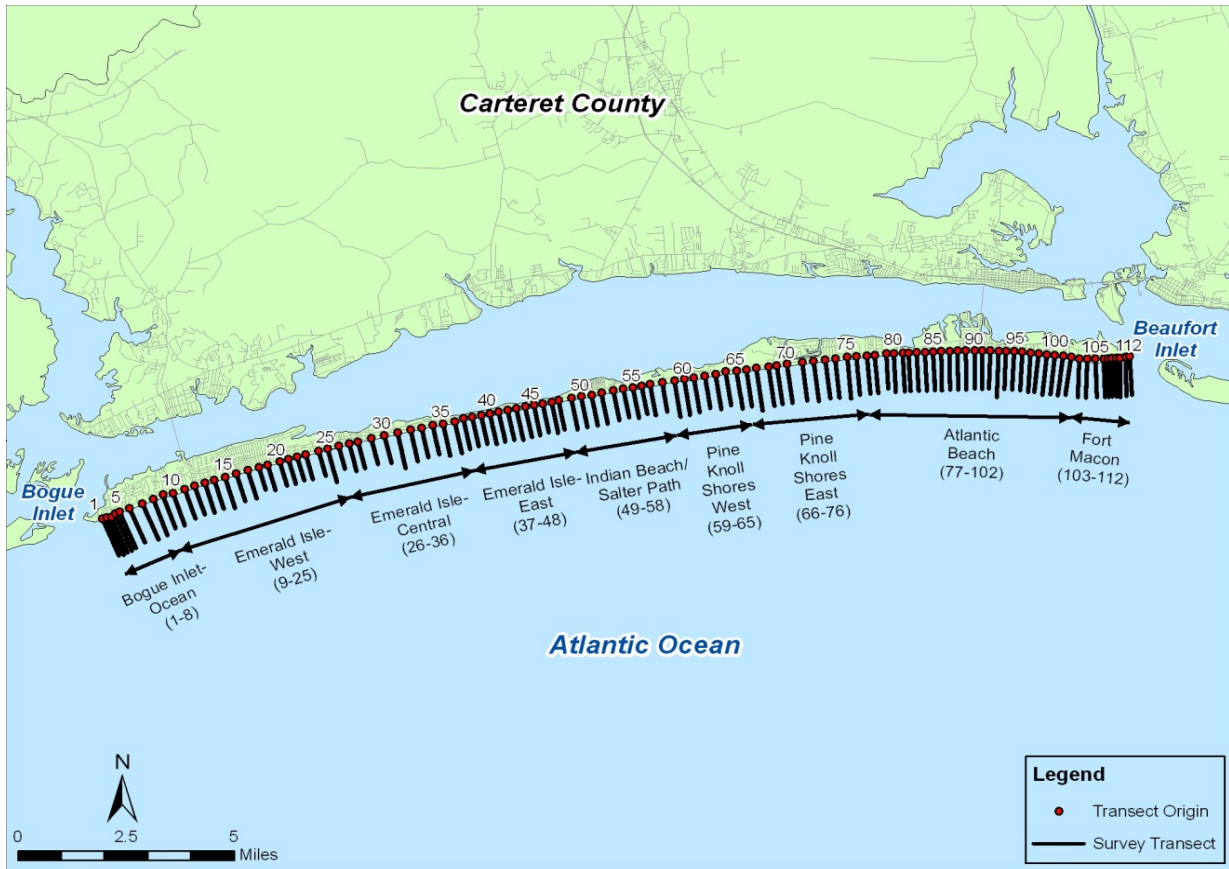 Carteret County
Beaufort
Inlet
Bogue
Inlet
1
5
10
15
20
25
30
35
40
45
50
55
60
65
70
75
80
85
90
95
100
105
112
Bogue Inlet-
Ocean
(1-8)
Emerald Isle-
West
(9-25)
Emerald Isle-
Central
(26-36)
Emerald Isle-
East
(37-48)
Indian Beach/
Salter Path
(49-58)
Pine
Knoll
Shores
West
(59-65)
Pine
Knoll
Shores
East
(66-76)
Atlantic
Beach
(77-102)
Fort
Macon
(103-112)
Atlantic Ocean
N
0 2.5 5
Miles
Legend
Transect Origin
Survey Transect